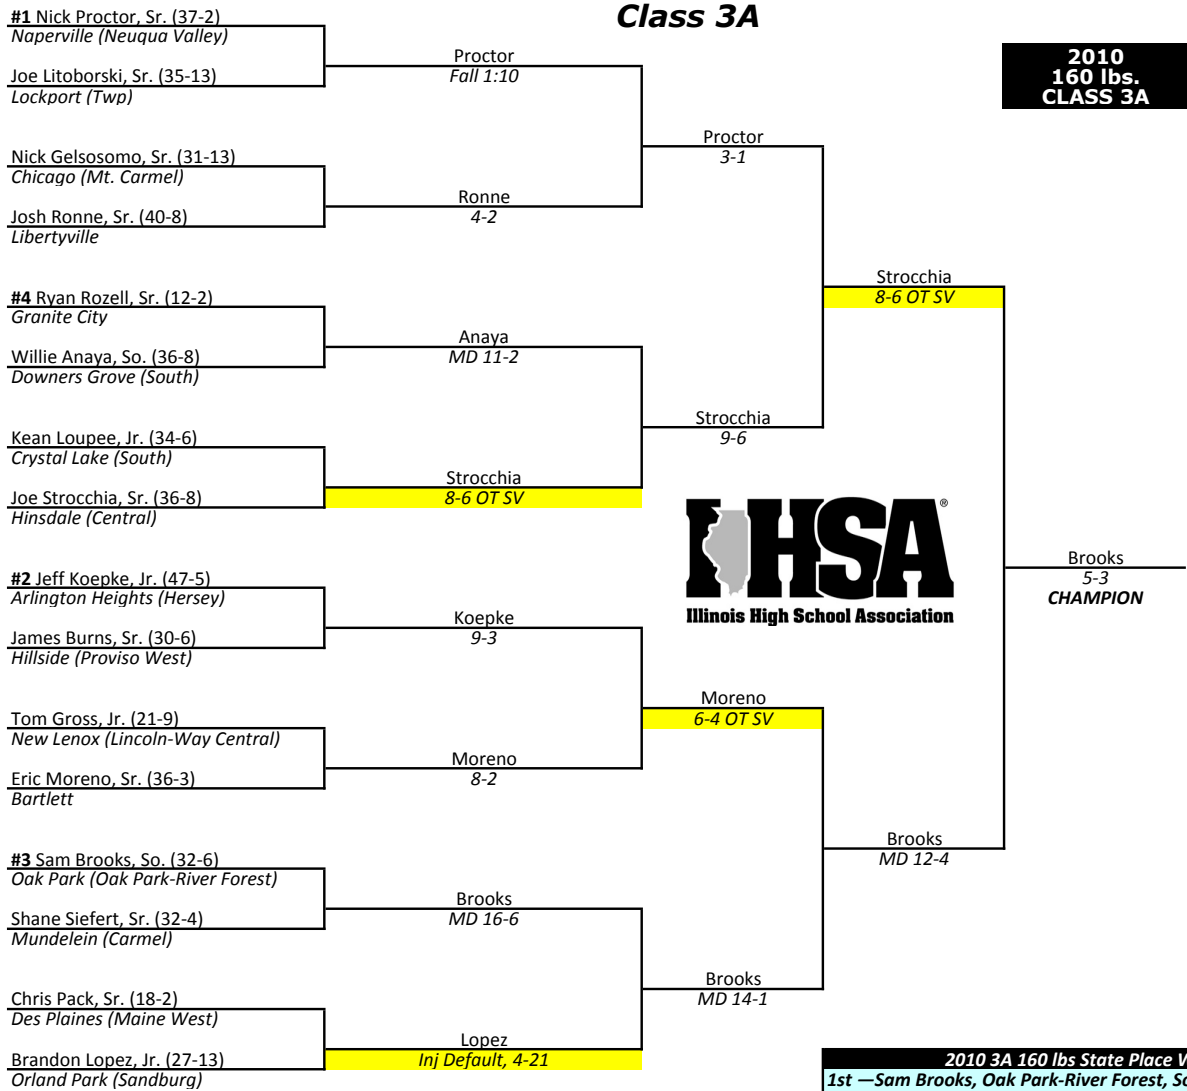 Class 3A
2010
160 lbs.
CLASS 3A
#1 Nick Proctor, Sr. (37-2)
Naperville (Neuqua Valley)
Joe Litoborski, Sr. (35-13)
Lockport (Twp)
Nick Gelsosomo, Sr. (31-13)
Chicago (Mt. Carmel)
Josh Ronne, Sr. (40-8)
Libertyville
#4 Ryan Rozell, Sr. (12-2)
Granite City
Willie Anaya, So. (36-8)
Downers Grove (South)
Kean Loupee, Jr. (34-6)
Crystal Lake (South)
Joe Strocchia, Sr. (36-8)
Hinsdale (Central)
#2 Jeff Koepke, Jr. (47-5)
Arlington Heights (Hersey)
James Burns, Sr. (30-6)
Hillside (Proviso West)
Tom Gross, Jr. (21-9)
New Lenox (Lincoln-Way Central)
Eric Moreno, Sr. (36-3)
Bartlett
#3 Sam Brooks, So. (32-6)
Oak Park (Oak Park-River Forest)
Shane Siefert, Sr. (32-4)
Mundelein (Carmel)
Chris Pack, Sr. (18-2)
Des Plaines (Maine West)
Brandon Lopez, Jr. (27-13)
Orland Park (Sandburg)
Proctor
Fall 1:10
Ronne
4-2
Anaya
MD 11-2
Strocchia
8-6 OT SV
Koepke
9-3
Moreno
8-2
Brooks
MD 16-6
Lopez
Inj Default, 4-21
Proctor
3-1
Strocchia
9-6
Moreno
6-4 OT SV
Brooks
MD 14-1
Strocchia
8-6 OT SV
Brooks
MD 12-4
IHSA®
Illinois High School Association
Brooks
5-3
CHAMPION
2010 3A 160 lbs State Place W
1st —Sam Brooks, Oak Park-River Forest, So